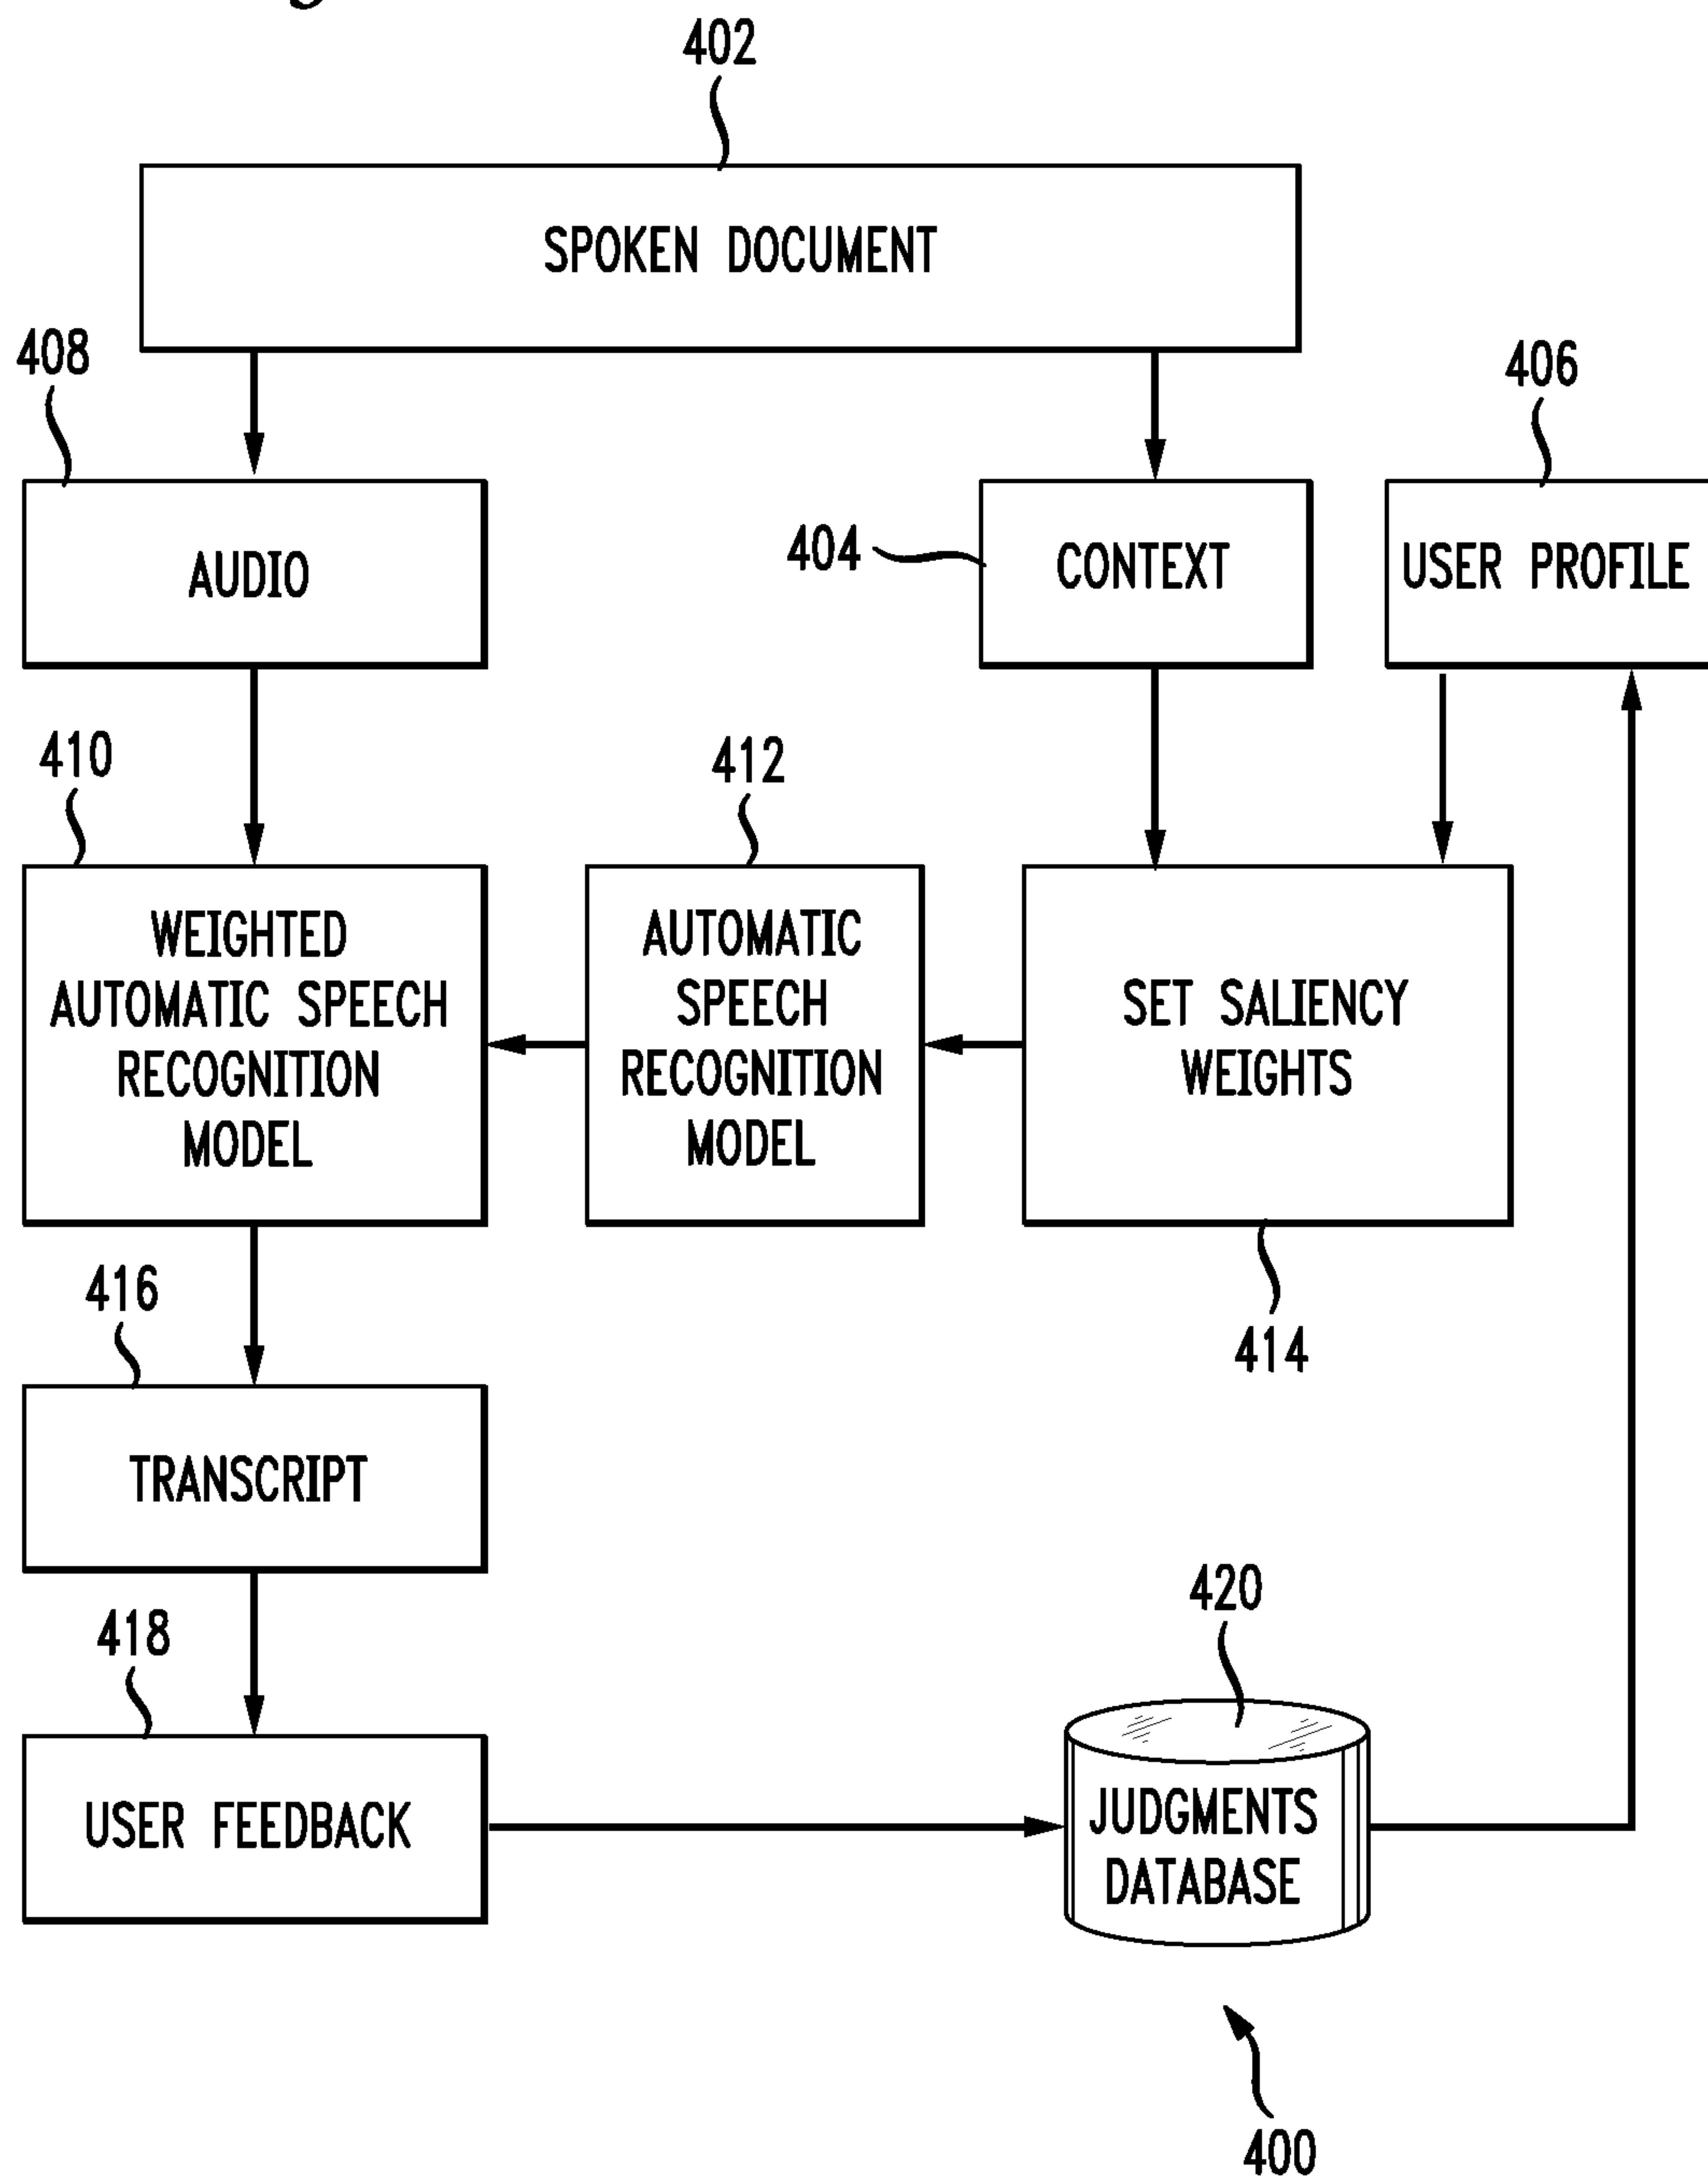 402
SPOKEN DOCUMENT
408
406
AUDIO
404
CONTEXT
USER PROFILE
410
412
WEIGHTED
AUTOMATIC SPEECH
RECOGNITION
MODEL
AUTOMATIC
SPEECH
RECOGNITION
MODEL
SET SALIENCY
WEIGHTS
414
416
TRANSCRIPT
418
420
USER FEEDBACK
JUDGMENTS
DATABASE
400